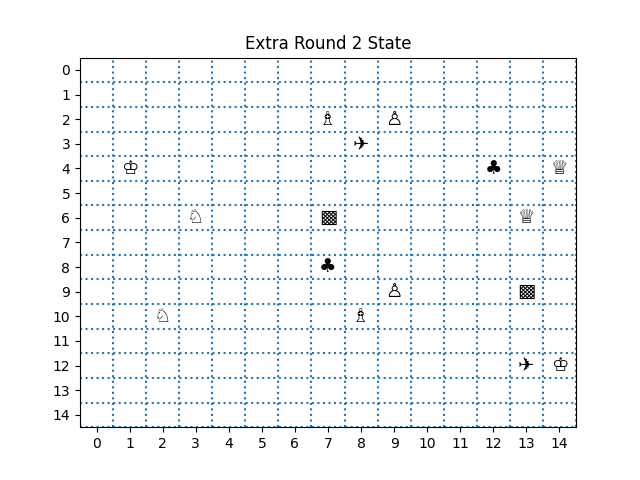 Extra Round 2 State
0
1
2 ♗ ♙
3 ✈
4 ♔ ♣ ♕
5
6 ♘ ▩ ♕
7
8 ♣
9 ♙ ▩
10 ♘ ♗
11
12 ✈ ♔
13
14
0 1 2 3 4 5 6 7 8 9 10 11 12 13 14